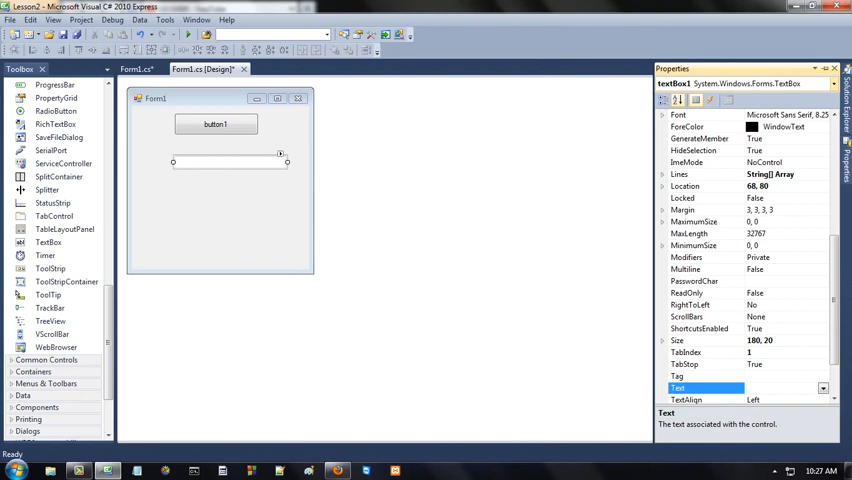 Lesson2 - Microsoft Visual C# 2010 Express
File Edit View Project Debug Data Tools Window Help
Toolbox
Form1.cs* Form1.cs [Design]*
ProgressBar
PropertyGrid
RadioButton
RichTextBox
SaveFileDialog
SerialPort
ServiceController
SplitContainer
Splitter
StatusStrip
TabControl
TableLayoutPanel
TextBox
Timer
ToolStrip
ToolStripContainer
ToolTip
TrackBar
TreeView
VScrollBar
WebBrowser
Common Controls
Containers
Menus & Toolbars
Data
Components
Printing
Dialogs
Form1
button1
Properties
textBox1 System.Windows.Forms.TextBox
Font Microsoft Sans Serif, 8.25
ForeColor WindowText
GenerateMember True
HideSelection True
ImeMode NoControl
Lines String[] Array
Location 68, 80
Locked False
Margin 3, 3, 3, 3
MaximumSize 0, 0
MaxLength 32767
MinimumSize 0, 0
Modifiers Private
Multiline False
PasswordChar
ReadOnly False
RightToLeft No
ScrollBars None
ShortcutsEnabled True
Size 180, 20
TabIndex 1
TabStop True
Tag
Text
TextAlign Left
Text
The text associated with the control.
Solution Explorer
Properties
Ready
10:27 AM